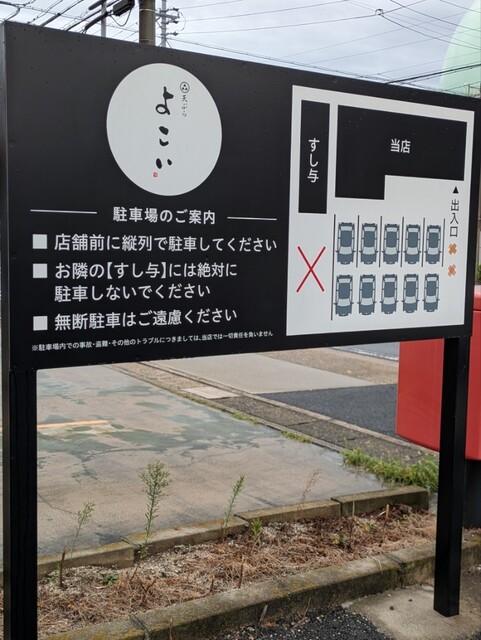 天ぷら
よこい
駐車場のご案内
■店舗前に縦列で駐車してください
■お隣の【すし与】には絶対に
駐車しないでください
■無断駐車はご遠慮ください
※駐車場内での事故・盗難・その他のトラブルにつきましては、当店では一切責任を負いません
すし与
当店
▲出入口